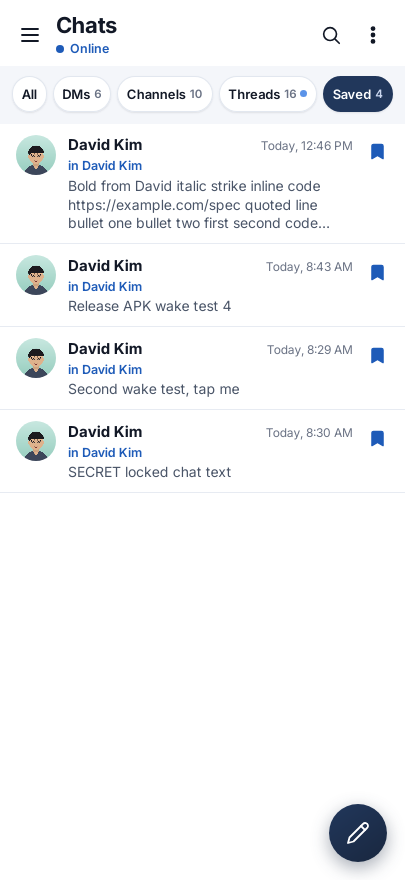 Chats
Online
All
DMs 6
Channels 10
Threads 16
Saved 4
David Kim
Today, 12:46 PM
in David Kim
Bold from David italic strike inline code
https://example.com/spec quoted line
bullet one bullet two first second code...
David Kim
Today, 8:43 AM
in David Kim
Release APK wake test 4
David Kim
Today, 8:29 AM
in David Kim
Second wake test, tap me
David Kim
Today, 8:30 AM
in David Kim
SECRET locked chat text